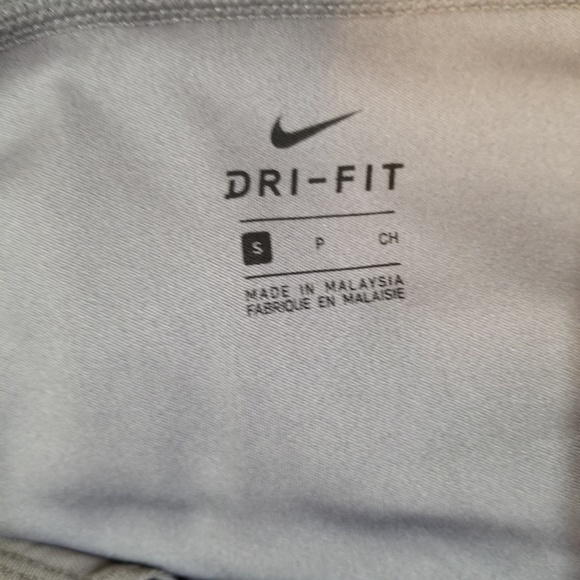 DRI-FIT
S P CH
MADE IN MALAYSIA
FABRIQUE EN MALAISIE